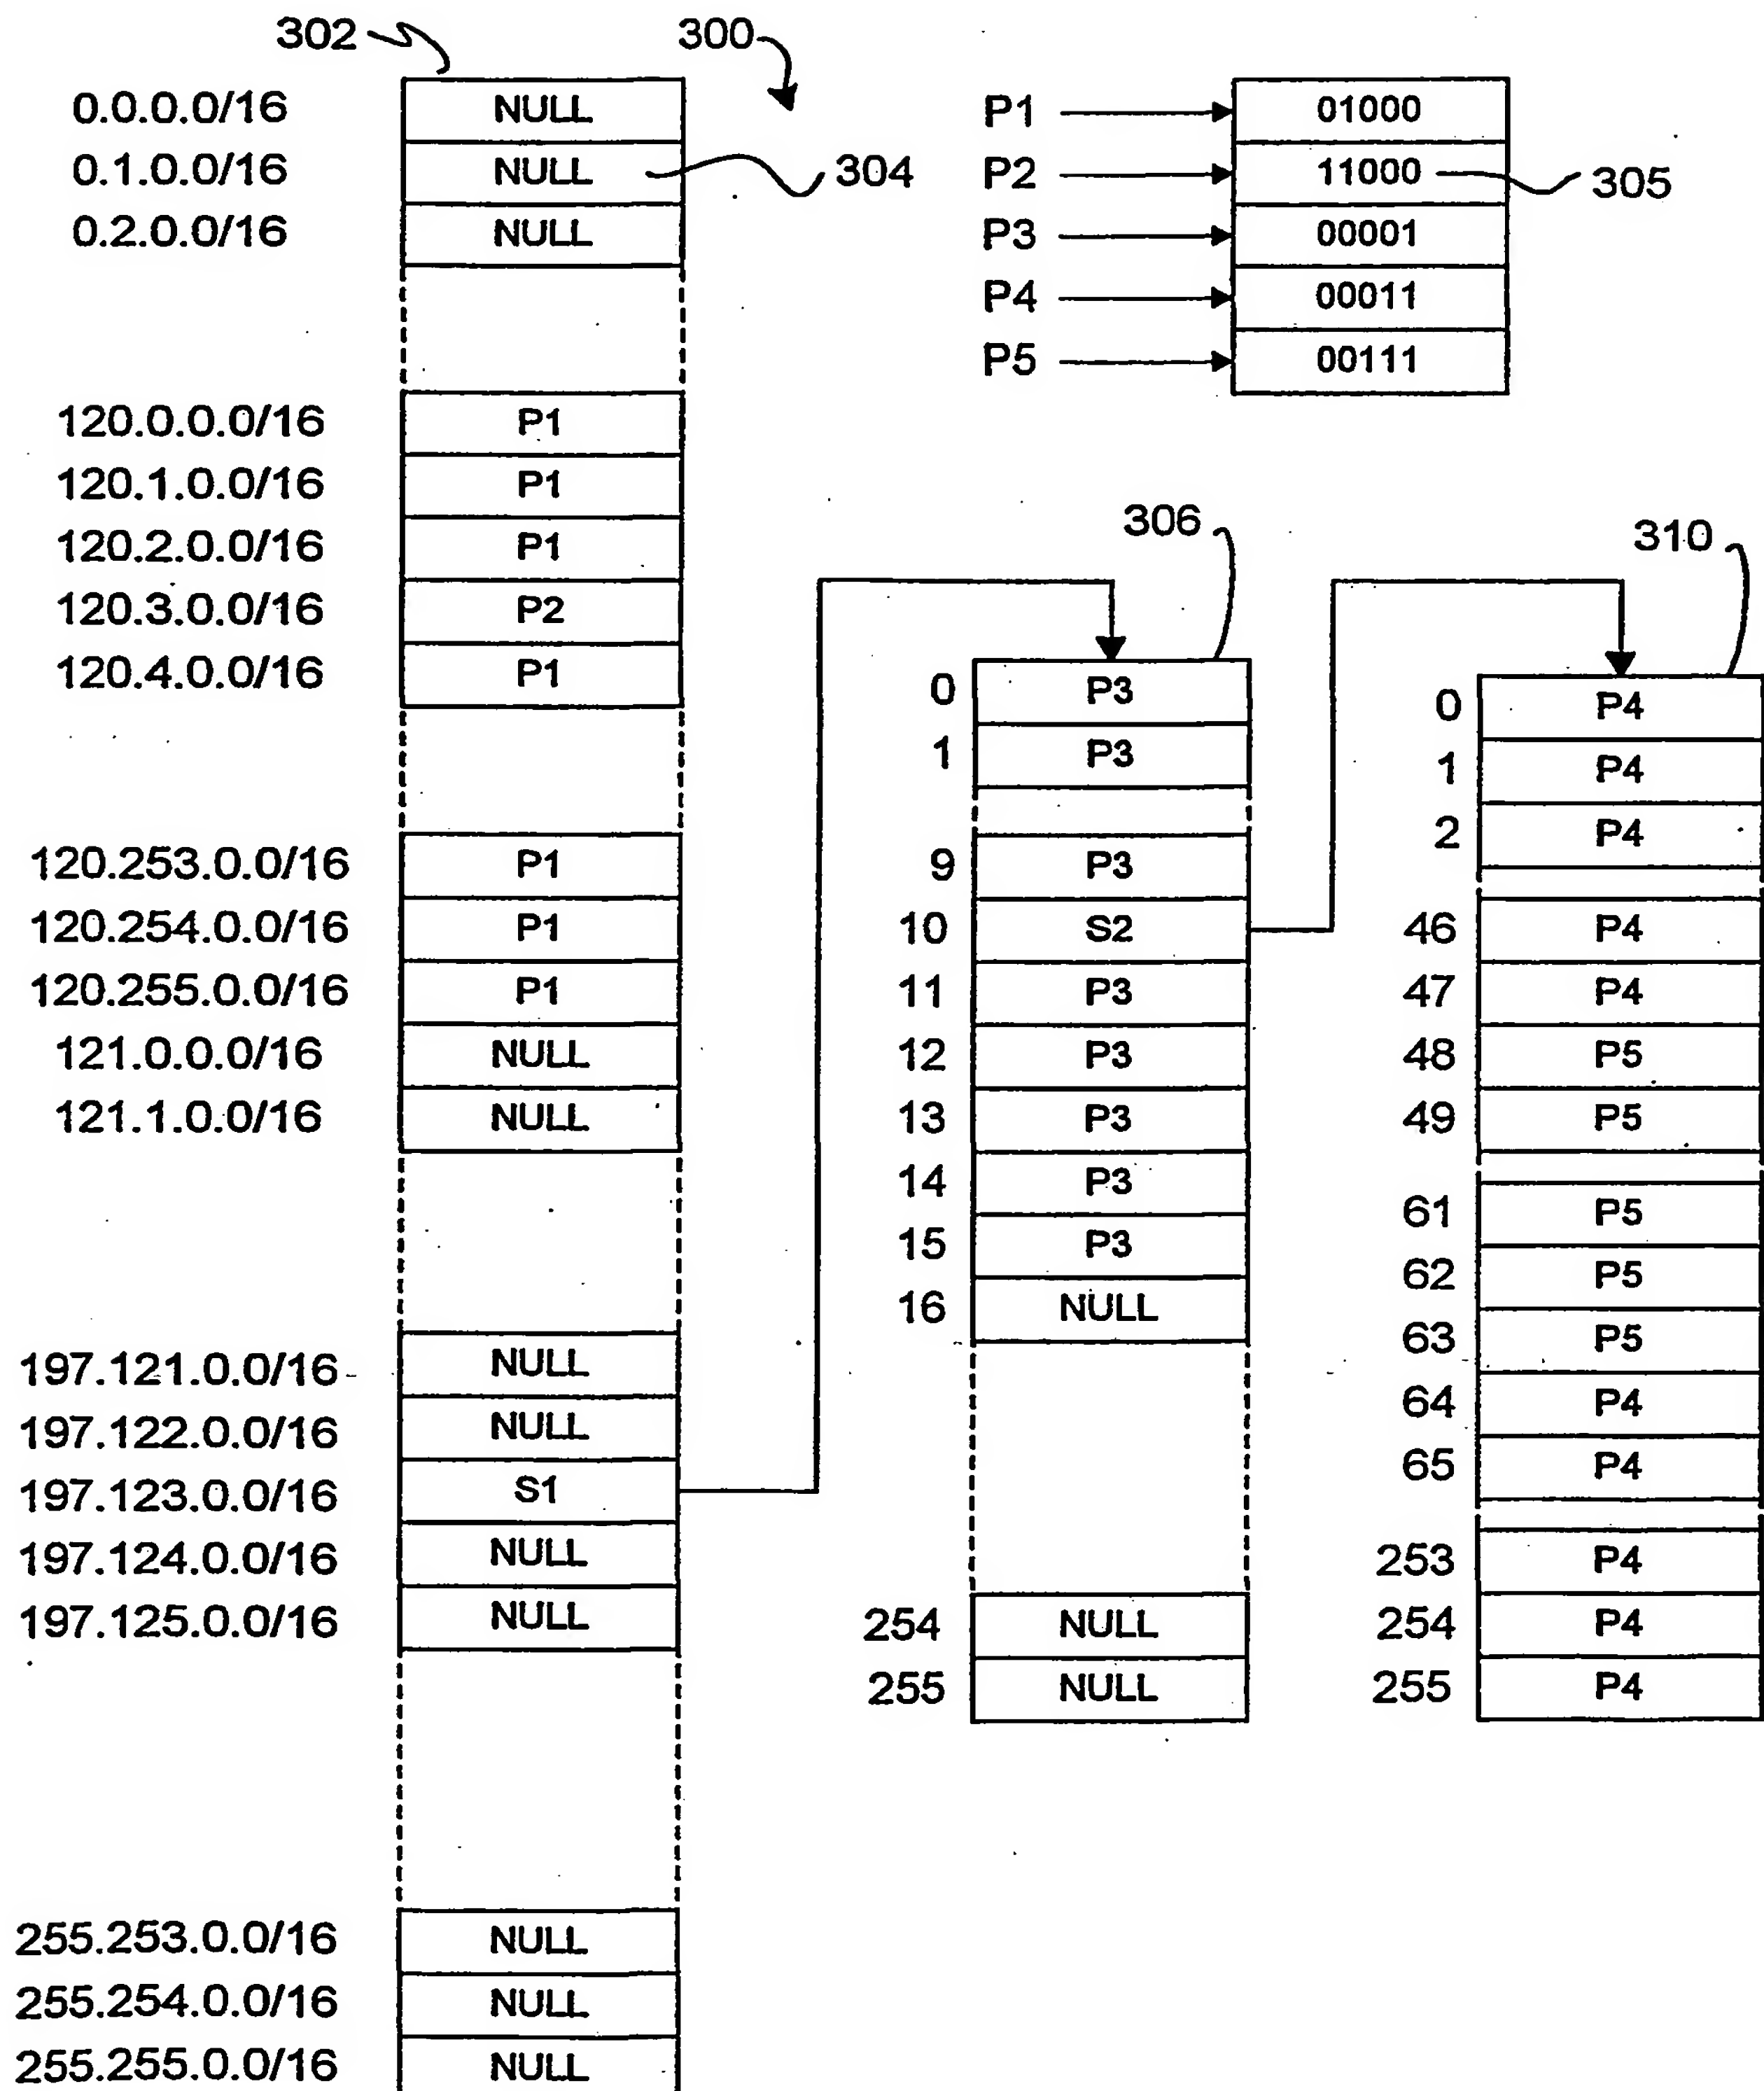 302
300
0.0.0.0/16 NULL
0.1.0.0/16 NULL 304
0.2.0.0/16 NULL
P1 01000
P2 11000 305
P3 00001
P4 00011
P5 00111
120.0.0.0/16 P1
120.1.0.0/16 P1
120.2.0.0/16 P1
120.3.0.0/16 P2
120.4.0.0/16 P1
120.253.0.0/16 P1
120.254.0.0/16 P1
120.255.0.0/16 P1
121.0.0.0/16 NULL
121.1.0.0/16 NULL
197.121.0.0/16 NULL
197.122.0.0/16 NULL
197.123.0.0/16 S1
197.124.0.0/16 NULL
197.125.0.0/16 NULL
255.253.0.0/16 NULL
255.254.0.0/16 NULL
255.255.0.0/16 NULL
306
0 P3
1 P3
9 P3
10 S2
11 P3
12 P3
13 P3
14 P3
15 P3
16 NULL
254 NULL
255 NULL
310
0 P4
1 P4
2 P4
46 P4
47 P4
48 P5
49 P5
61 P5
62 P5
63 P5
64 P4
65 P4
253 P4
254 P4
255 P4